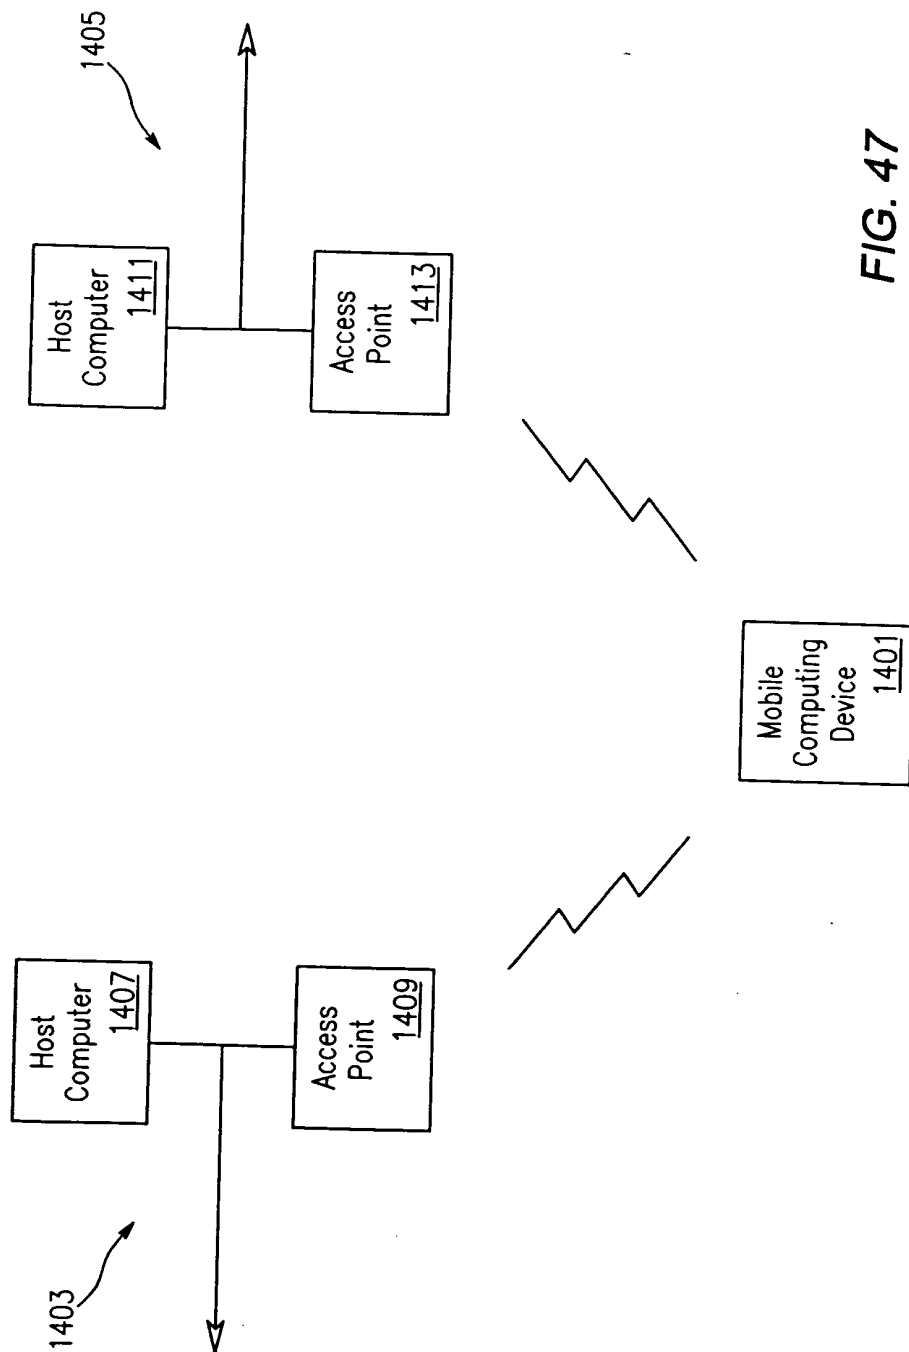 1403
1405
Host
Computer
1407
Host
Computer
1411
Access
Point
1409
Access
Point
1413
Mobile
Computing
Device
1401
FIG. 47